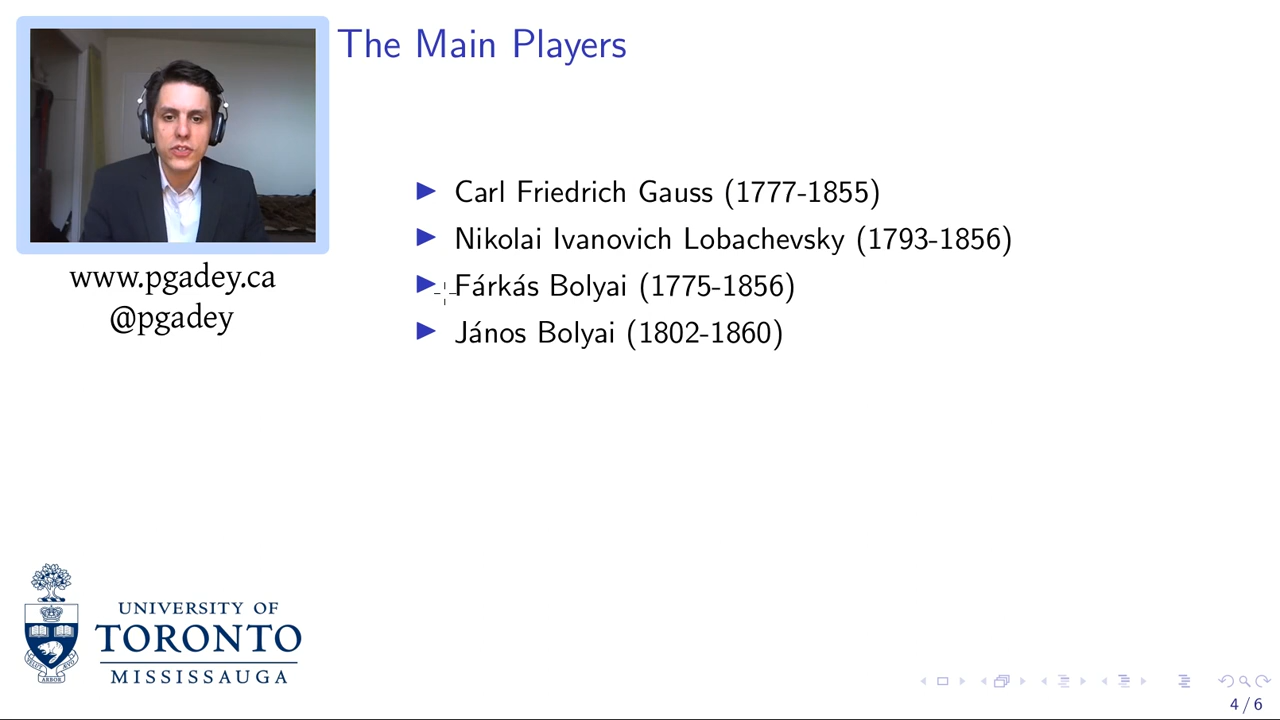 The Main Players
Carl Friedrich Gauss (1777-1855)
Nikolai Ivanovich Lobachevsky (1793-1856)
Fárkás Bolyai (1775-1856)
János Bolyai (1802-1860)
www.pgadey.ca
@pgadey
UNIVERSITY OF
TORONTO
MISSISSAUGA
4 / 6